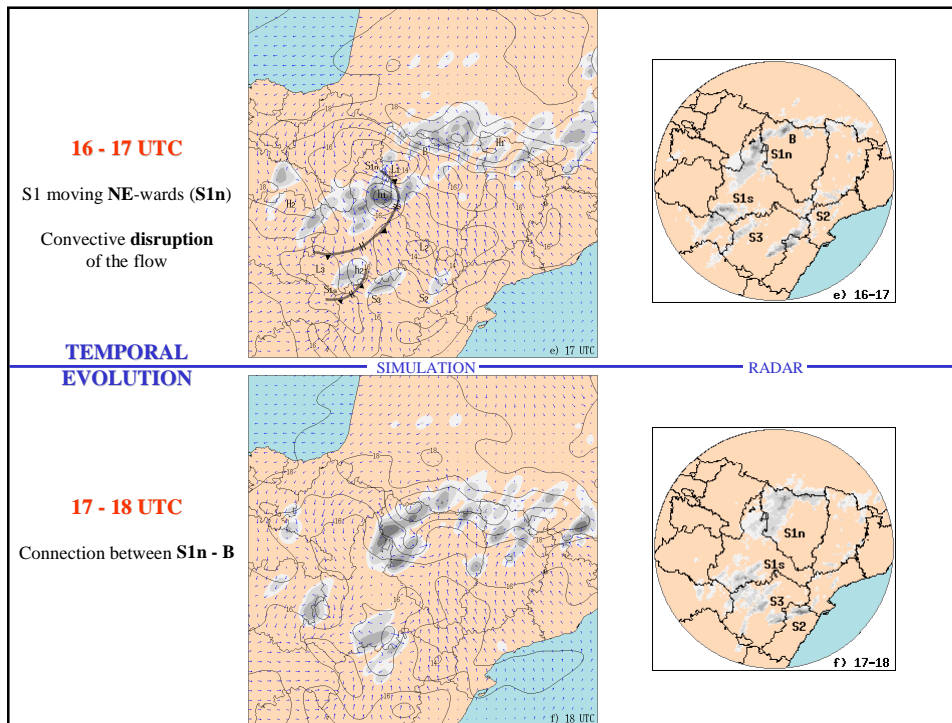 16 - 17 UTC
S1 moving NE-wards (S1n)
Convective disruption
of the flow
e) 17 UTC
B
S1n
S1s
S2
S3
e) 16-17
TEMPORAL
EVOLUTION
SIMULATION
RADAR
17 - 18 UTC
Connection between S1n - B
f) 18 UTC
S1n
S1s
S3
S2
f) 17-18